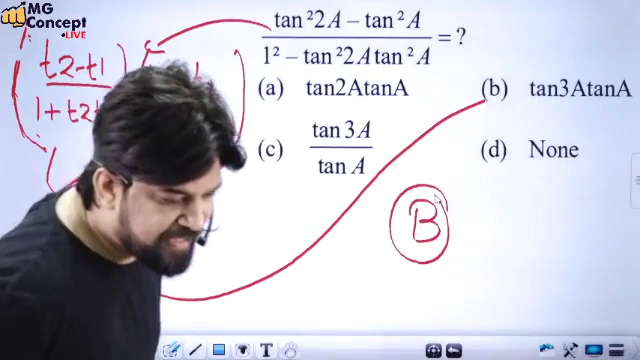 MG
Concept
.LIVE
tan²2A – tan²A
1² – tan²2A tan²A
= ?
t2-t1
1+t2
(a) tan2AtanA
(b) tan3AtanA
(c) tan 3A
tan A
(d) None
B
T